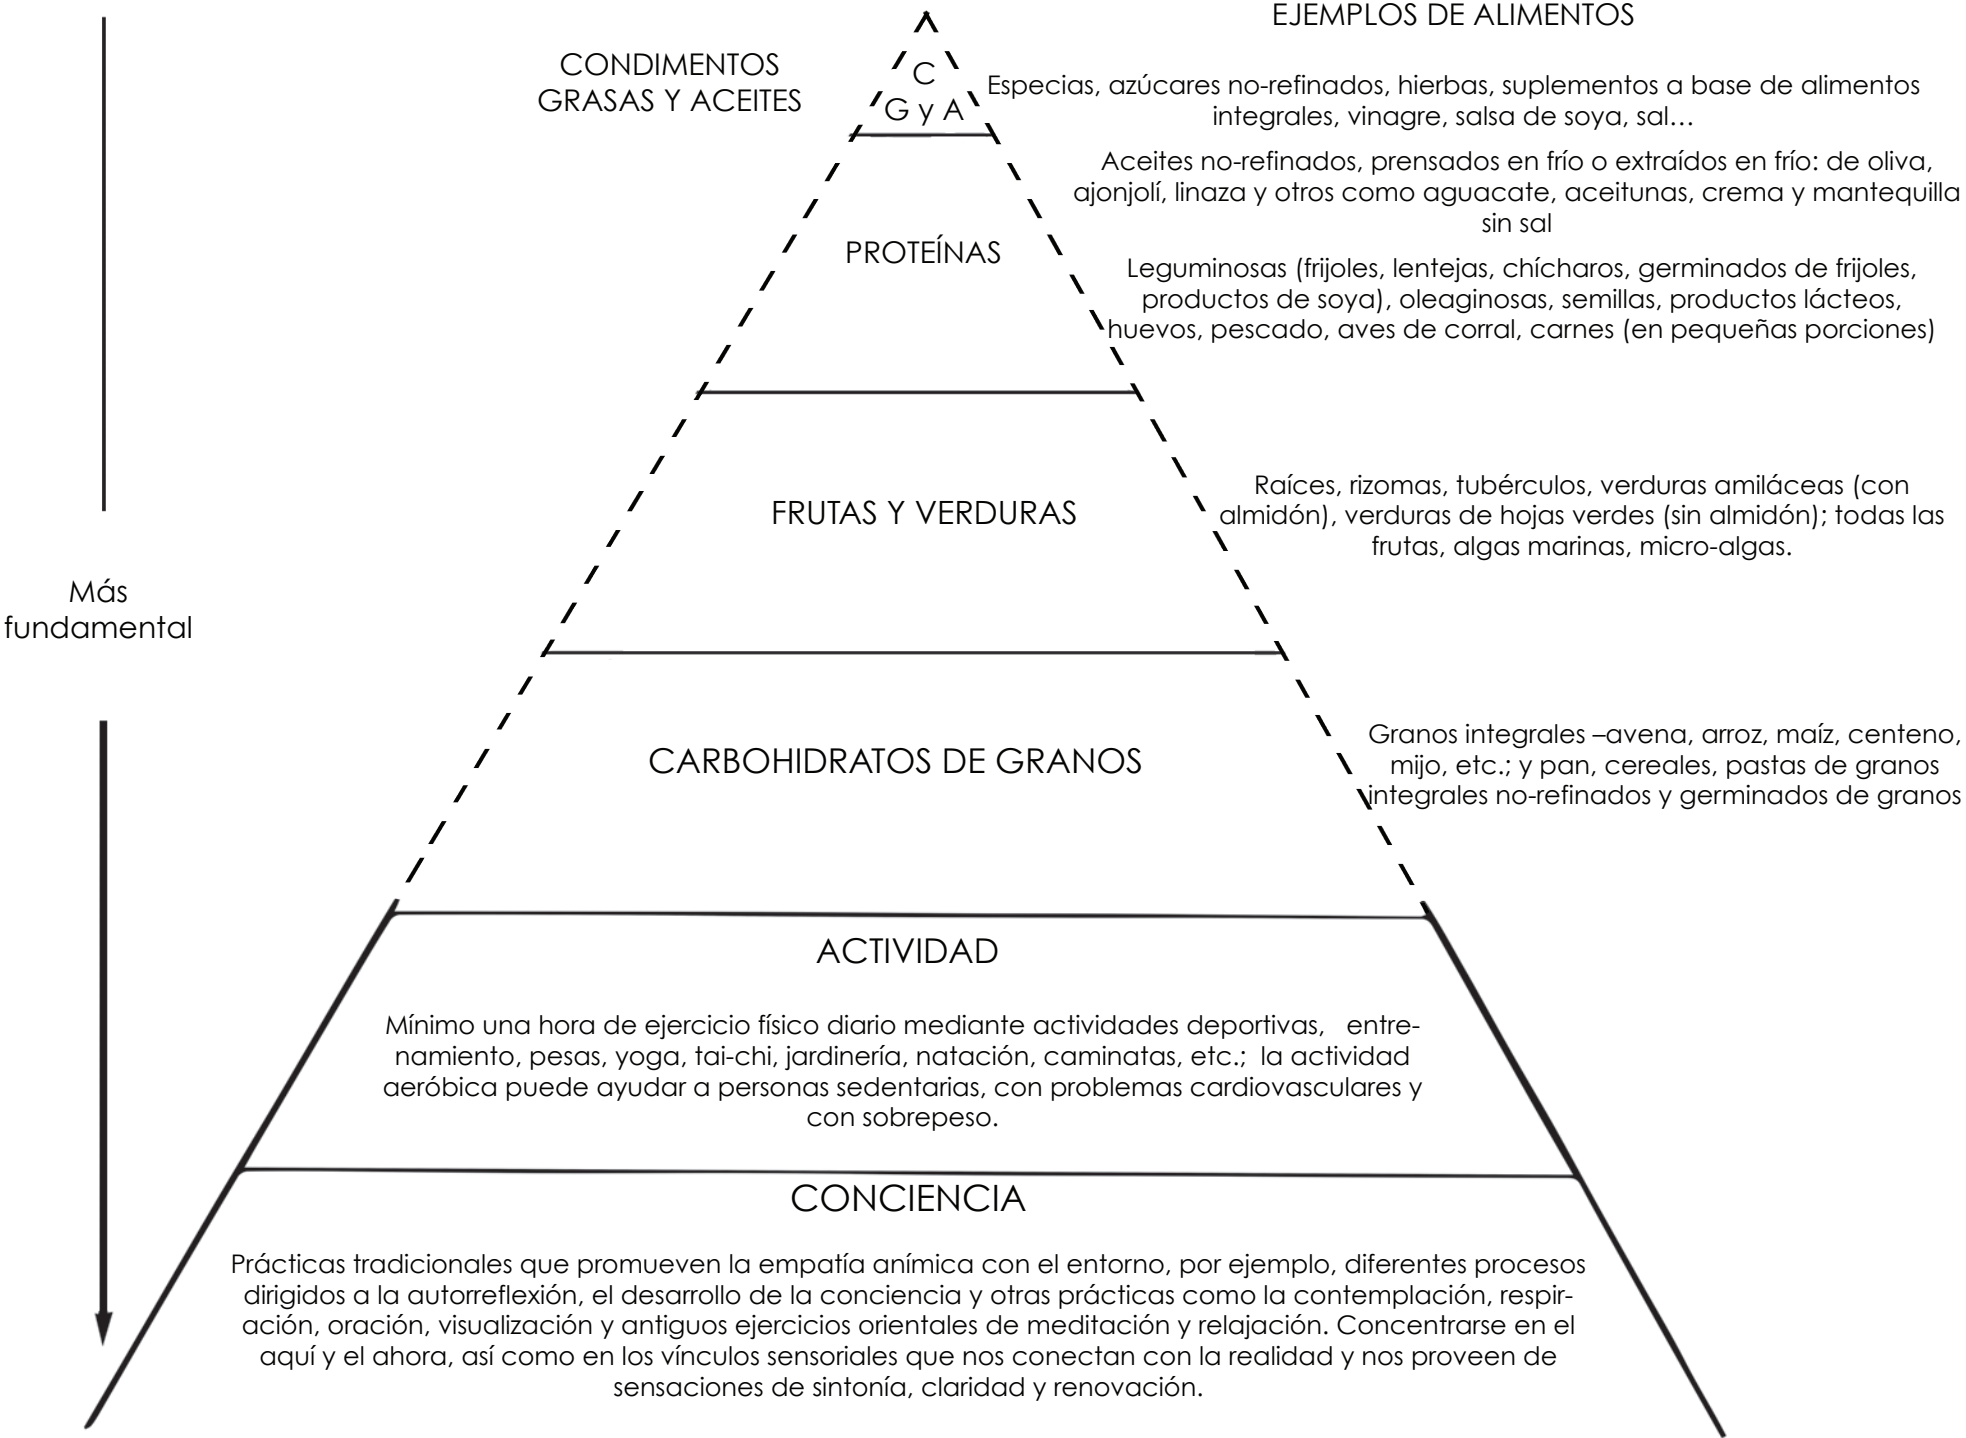 EJEMPLOS DE ALIMENTOS
CONDIMENTOS
GRASAS Y ACEITES
C
G y A
Especias, azúcares no-refinados, hierbas, suplementos a base de alimentos
integrales, vinagre, salsa de soya, sal...
Aceites no-refinados, prensados en frío o extraídos en frío: de oliva,
ajonjolí, linaza y otros como aguacate, aceitunas, crema y mantequilla
sin sal
PROTEÍNAS
Leguminosas (frijoles, lentejas, chícharos, germinados de frijoles,
productos de soya), oleaginosas, semillas, productos lácteos,
huevos, pescado, aves de corral, carnes (en pequeñas porciones)
FRUTAS Y VERDURAS
Raíces, rizomas, tubérculos, verduras amiláceas (con
almidón), verduras de hojas verdes (sin almidón); todas las
frutas, algas marinas, micro-algas.
Más
fundamental
CARBOHIDRATOS DE GRANOS
Granos integrales –avena, arroz, maíz, centeno,
mijo, etc.; y pan, cereales, pastas de granos
integrales no-refinados y germinados de granos
ACTIVIDAD
Mínimo una hora de ejercicio físico diario mediante actividades deportivas, entre-
namiento, pesas, yoga, tai-chi, jardinería, natación, caminatas, etc.; la actividad
aeróbica puede ayudar a personas sedentarias, con problemas cardiovasculares y
con sobrepeso.
CONCIENCIA
Prácticas tradicionales que promueven la empatía anímica con el entorno, por ejemplo, diferentes procesos
dirigidos a la autorreflexión, el desarrollo de la conciencia y otras prácticas como la contemplación, respir-
ación, oración, visualización y antiguos ejercicios orientales de meditación y relajación. Concentrarse en el
aquí y el ahora, así como en los vínculos sensoriales que nos conectan con la realidad y nos proveen de
sensaciones de sintonía, claridad y renovación.